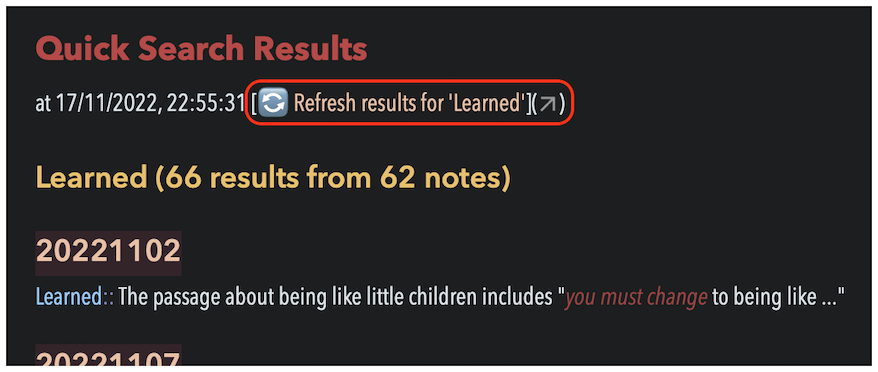 Quick Search Results
at 17/11/2022, 22:55:31 [🔄 Refresh results for 'Learned'](↗)
Learned (66 results from 62 notes)
20221102
Learned:: The passage about being like little children includes "you must change to being like ..."
20221107